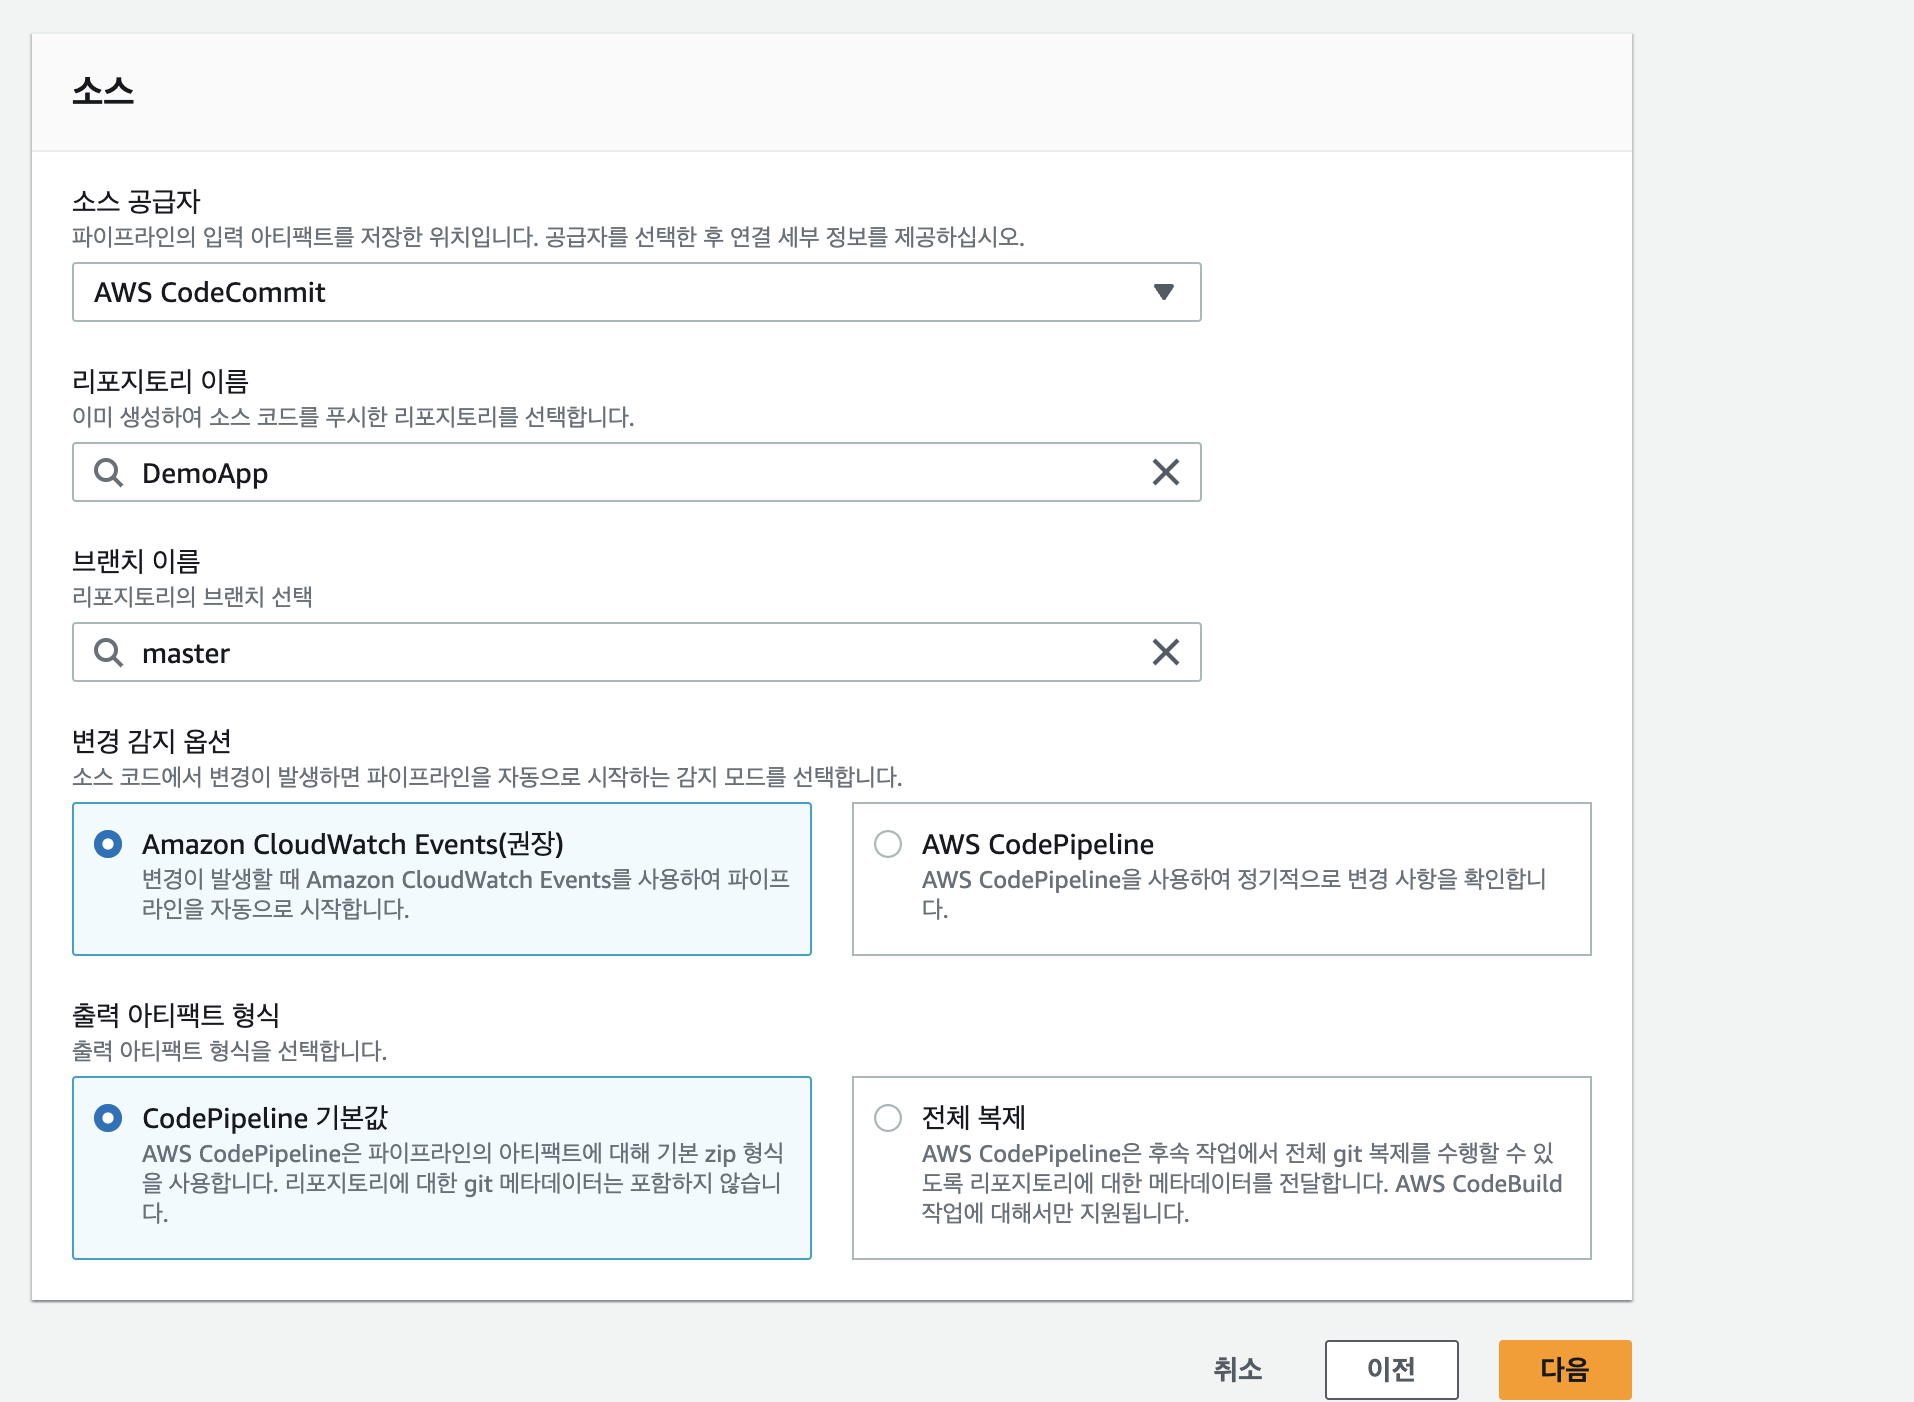 소스
소스 공급자
파이프라인의 입력 아티팩트를 저장한 위치입니다. 공급자를 선택한 후 연결 세부 정보를 제공하십시오.
AWS CodeCommit
리포지토리 이름
이미 생성하여 소스 코드를 푸시한 리포지토리를 선택합니다.
DemoApp
브랜치 이름
리포지토리의 브랜치 선택
master
변경 감지 옵션
소스 코드에서 변경이 발생하면 파이프라인을 자동으로 시작하는 감지 모드를 선택합니다.
Amazon CloudWatch Events(권장)
변경이 발생할 때 Amazon CloudWatch Events를 사용하여 파이프
라인을 자동으로 시작합니다.
AWS CodePipeline
AWS CodePipeline을 사용하여 정기적으로 변경 사항을 확인합니
다.
출력 아티팩트 형식
출력 아티팩트 형식을 선택합니다.
CodePipeline 기본값
AWS CodePipeline은 파이프라인의 아티팩트에 대해 기본 zip 형식
을 사용합니다. 리포지토리에 대한 git 메타데이터는 포함하지 않습니
다.
전체 복제
AWS CodePipeline은 후속 작업에서 전체 git 복제를 수행할 수 있
도록 리포지토리에 대한 메타데이터를 전달합니다. AWS CodeBuild
작업에 대해서만 지원됩니다.
취소
이전
다음